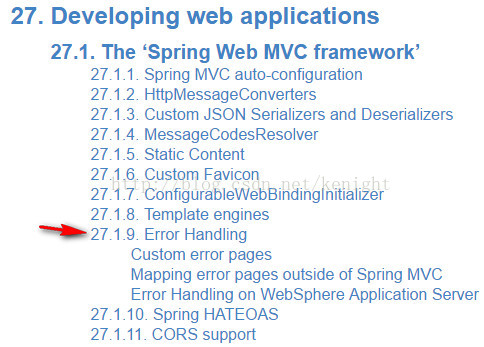 27. Developing web applications
27.1. The ‘Spring Web MVC framework’
27.1.1. Spring MVC auto-configuration
27.1.2. HttpMessageConverters
27.1.3. Custom JSON Serializers and Deserializers
27.1.4. MessageCodesResolver
27.1.5. Static Content
27.1.6. Custom Favicon
http://blog.csdn.net/kenight
27.1.7. ConfigurableWebBindingInitializer
27.1.8. Template engines
27.1.9. Error Handling
Custom error pages
Mapping error pages outside of Spring MVC
Error Handling on WebSphere Application Server
27.1.10. Spring HATEOAS
27.1.11. CORS support